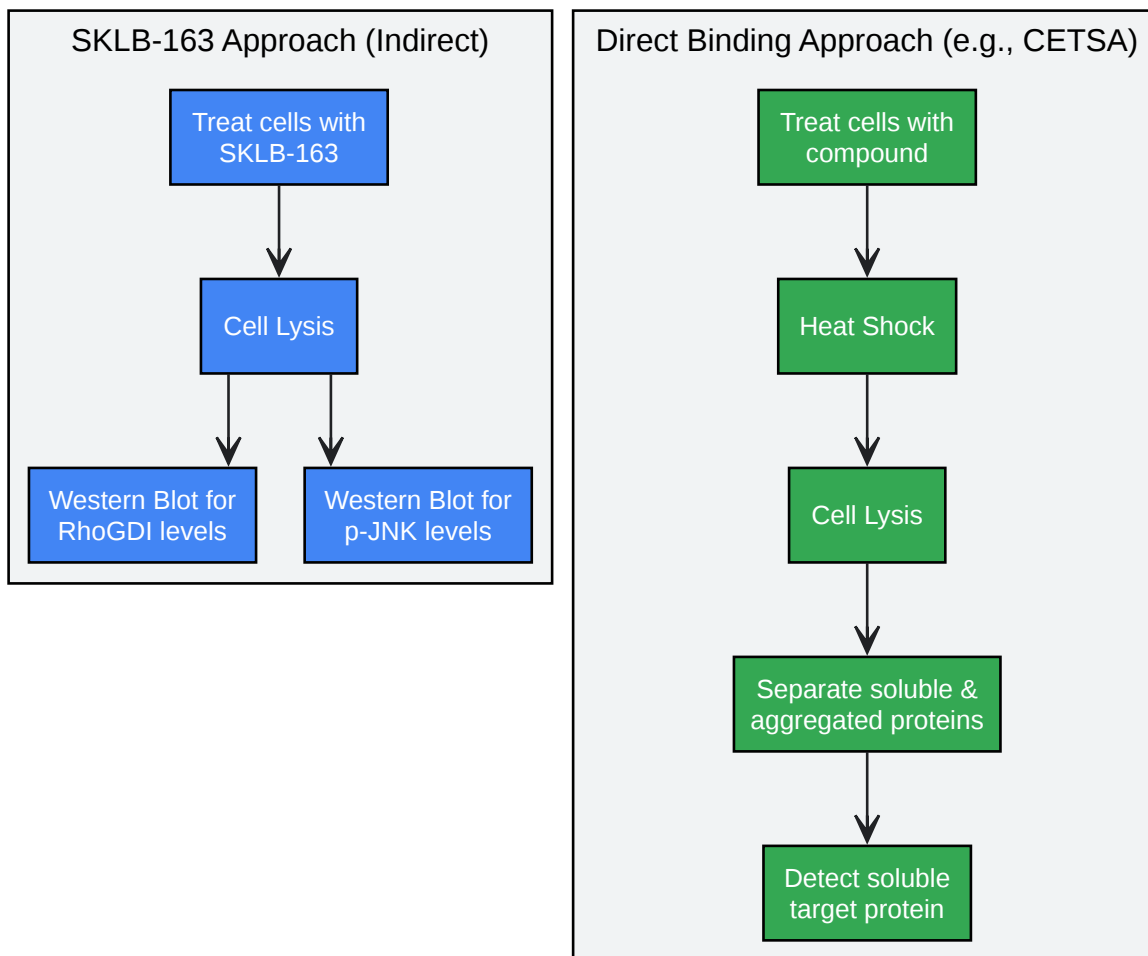 SKLB-163 Approach (Indirect)
Treat cells with
SKLB-163
Cell Lysis
Western Blot for
RhoGDI levels
Western Blot for
p-JNK levels
Direct Binding Approach (e.g., CETSA)
Treat cells with
compound
Heat Shock
Cell Lysis
Separate soluble &
aggregated proteins
Detect soluble
target protein